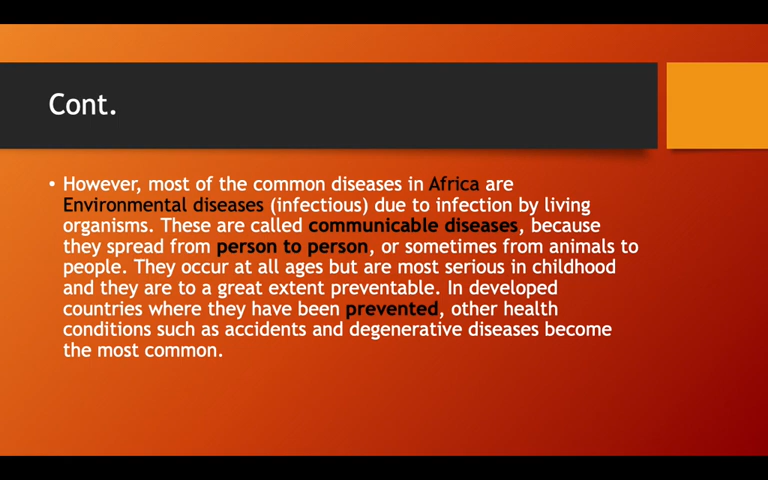 Cont.
• However, most of the common diseases in Africa are
Environmental diseases (infectious) due to infection by living
organisms. These are called communicable diseases, because
they spread from person to person, or sometimes from animals to
people. They occur at all ages but are most serious in childhood
and they are to a great extent preventable. In developed
countries where they have been prevented, other health
conditions such as accidents and degenerative diseases become
the most common.